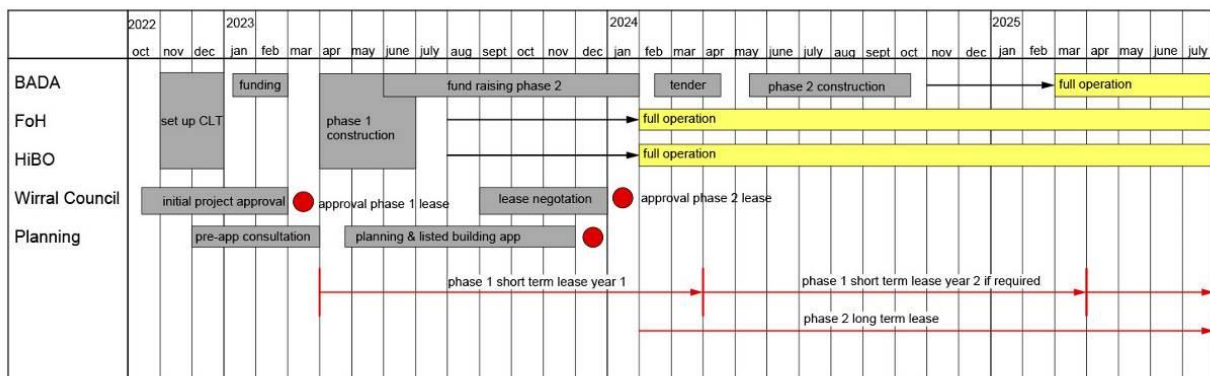 2022 2023 2024 2025
oct nov dec jan feb mar apr may june july aug sept oct nov dec jan feb mar apr may june july aug sept oct nov dec jan feb mar apr may june july
BADA funding fund raising phase 2 tender phase 2 construction full operation
FoH set up CLT phase 1 full operation
construction
HiBO full operation
Wirral Council initial project approval approval phase 1 lease lease negotation approval phase 2 lease
Planning pre-app consultation planning & listed building app
phase 1 short term lease year 1 phase 1 short term lease year 2 if required
phase 2 long term lease